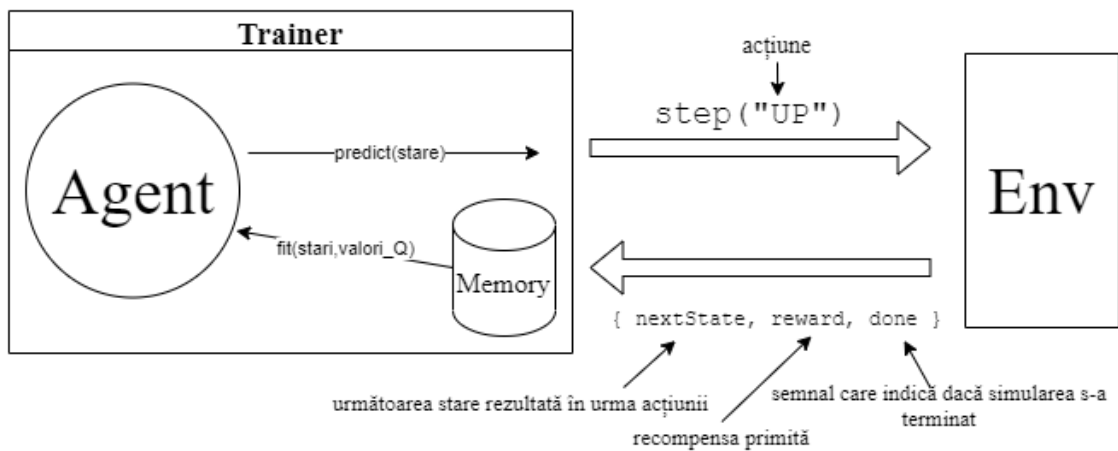 Trainer
Agent
predict(stare)
fit(stari,valori_Q)
Memory
acțiune
step("UP")
Env
{ nextState, reward, done }
următoarea stare rezultată în urma acțiunii
recompensa primită
semnal care indică dacă simularea s-a
terminat